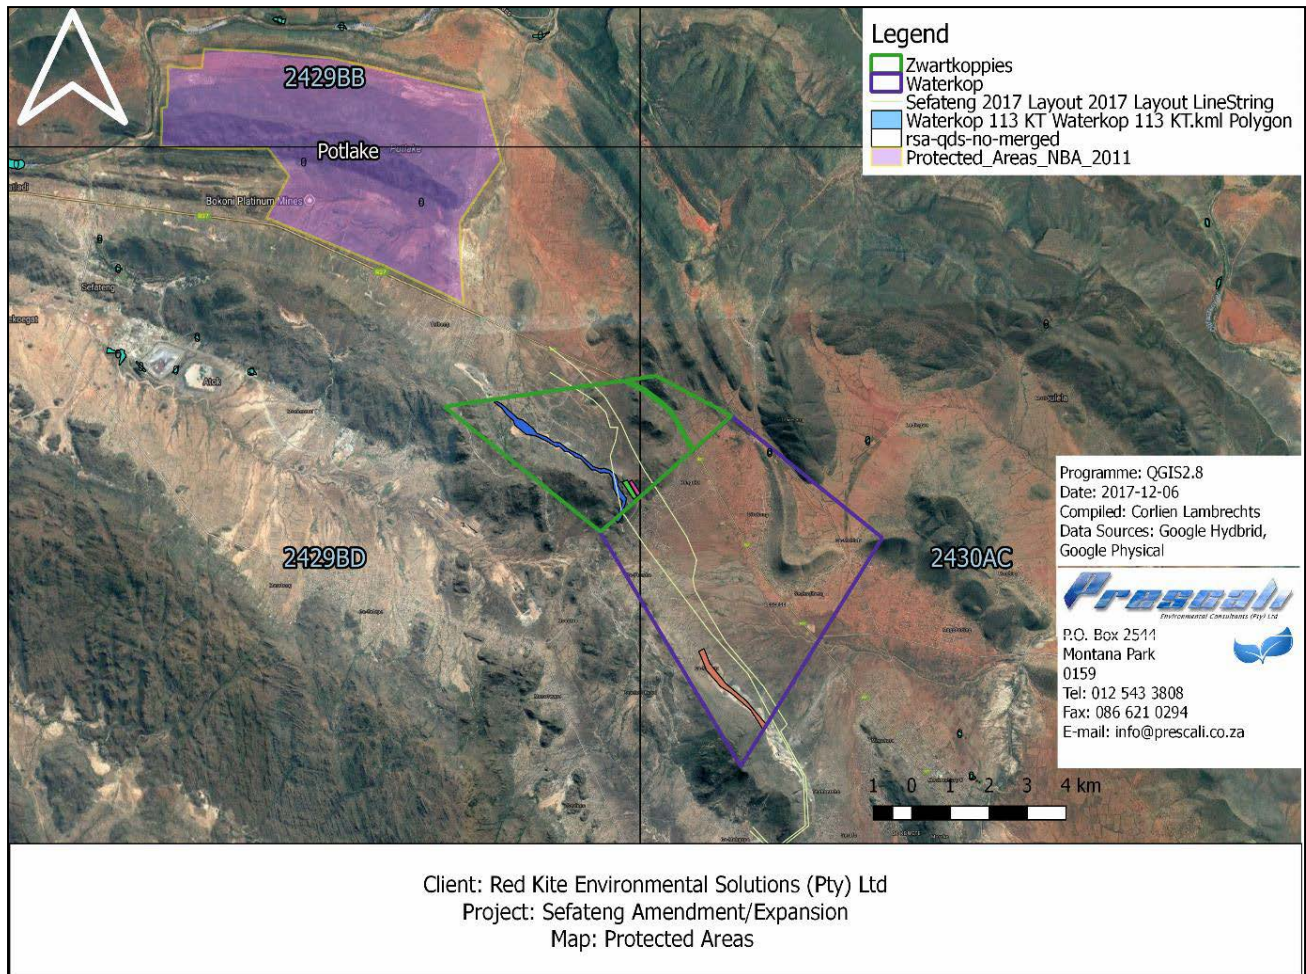 Legend
Zwartkoppies
Waterkop
Sefateng 2017 Layout 2017 Layout LineString
Waterkop 113 KT Waterkop 113 KT.kml Polygon
rsa-qds-no-merged
Protected_Areas_NBA_2011
2429BB
Potlake
Potlake
Bokoni Platinum Mines
R37
R37
Sefateng
Atok
2429BD
2430AC
Programme: QGIS2.8
Date: 2017-12-06
Compiled: Corlien Lambrechts
Data Sources: Google Hydbrid,
Google Physical
Prescali
Environmental Consultants (Pty) Ltd
P.O. Box 2544
Montana Park
0159
Tel: 012 543 3808
Fax: 086 621 0294
E-mail: info@prescali.co.za
1 0 1 2 3 4 km
Client: Red Kite Environmental Solutions (Pty) Ltd
Project: Sefateng Amendment/Expansion
Map: Protected Areas